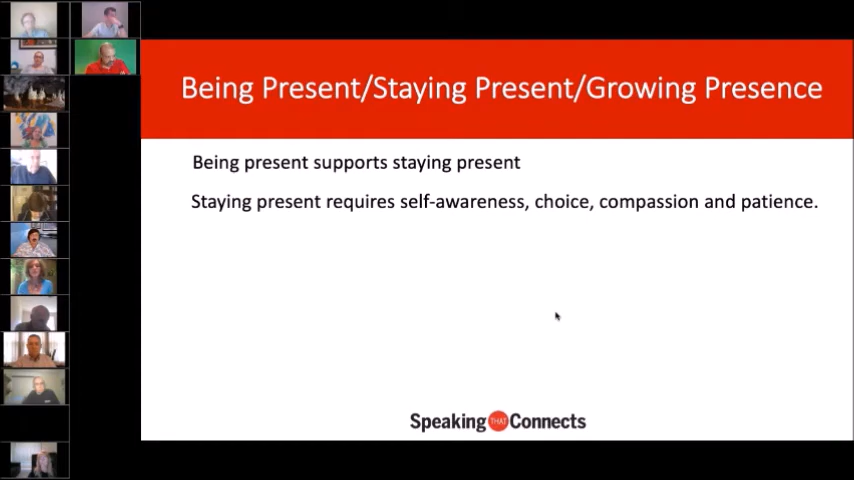 Being Present/Staying Present/Growing Presence
Being present supports staying present
Staying present requires self-awareness, choice, compassion and patience.
Speaking THAT Connects